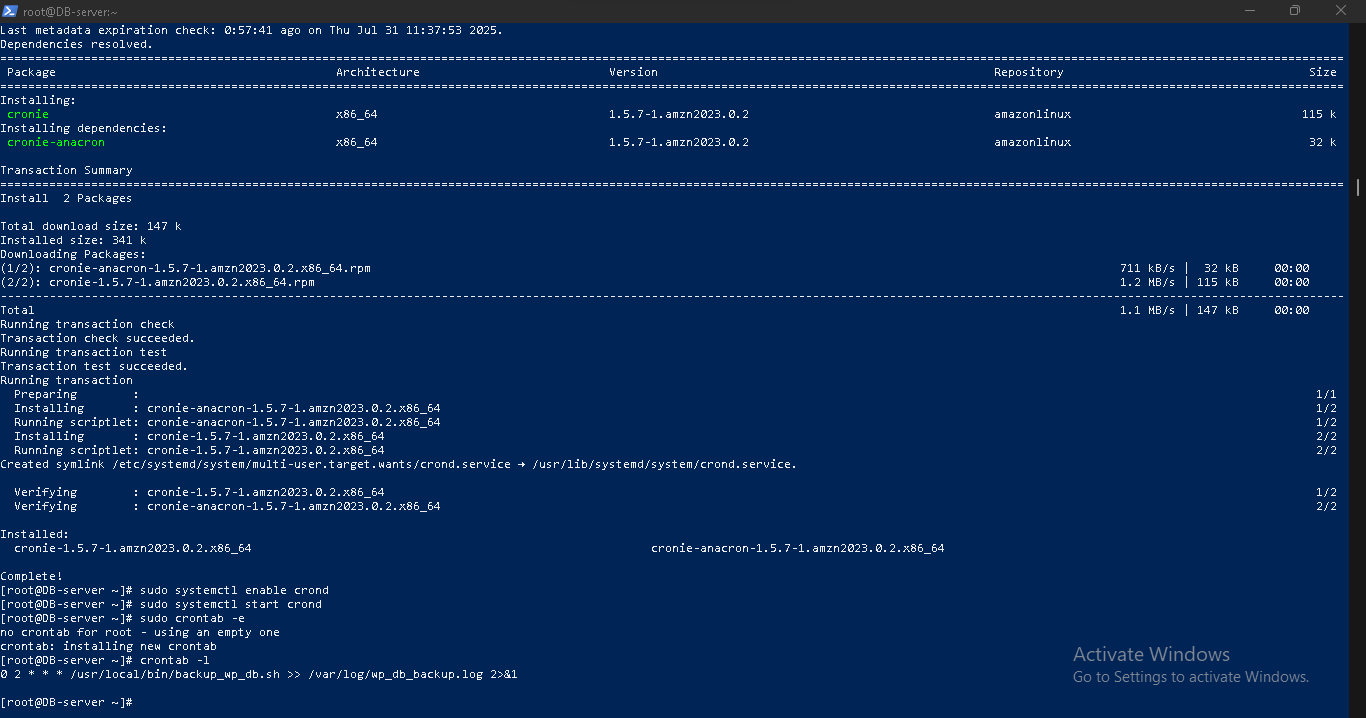 root@DB-server:~
Last metadata expiration check: 0:57:41 ago on Thu Jul 31 11:37:53 2025.
Dependencies resolved.
Package Architecture Version Repository Size
Installing:
cronie x86_64 1.5.7-1.amzn2023.0.2 amazonlinux 115 k
Installing dependencies:
cronie-anacron x86_64 1.5.7-1.amzn2023.0.2 amazonlinux 32 k
Transaction Summary
Install 2 Packages
Total download size: 147 k
Installed size: 341 k
Downloading Packages:
(1/2): cronie-anacron-1.5.7-1.amzn2023.0.2.x86_64.rpm 711 kB/s | 32 kB 00:00
(2/2): cronie-1.5.7-1.amzn2023.0.2.x86_64.rpm 1.2 MB/s | 115 kB 00:00
Total 1.1 MB/s | 147 kB 00:00
Running transaction check
Transaction check succeeded.
Running transaction test
Transaction test succeeded.
Running transaction
Preparing : 1/1
Installing : cronie-anacron-1.5.7-1.amzn2023.0.2.x86_64 1/2
Running scriptlet: cronie-anacron-1.5.7-1.amzn2023.0.2.x86_64 1/2
Installing : cronie-1.5.7-1.amzn2023.0.2.x86_64 2/2
Running scriptlet: cronie-1.5.7-1.amzn2023.0.2.x86_64 2/2
Created symlink /etc/systemd/system/multi-user.target.wants/crond.service → /usr/lib/systemd/system/crond.service.
Verifying : cronie-1.5.7-1.amzn2023.0.2.x86_64 1/2
Verifying : cronie-anacron-1.5.7-1.amzn2023.0.2.x86_64 2/2
Installed:
cronie-1.5.7-1.amzn2023.0.2.x86_64 cronie-anacron-1.5.7-1.amzn2023.0.2.x86_64
Complete!
[root@DB-server ~]# sudo systemctl enable crond
[root@DB-server ~]# sudo systemctl start crond
[root@DB-server ~]# sudo crontab -e
no crontab for root - using an empty one
crontab: installing new crontab
[root@DB-server ~]# crontab -l
0 2 * * * /usr/local/bin/backup_wp_db.sh >> /var/log/wp_db_backup.log 2>&1
[root@DB-server ~]#
Activate Windows
Go to Settings to activate Windows.